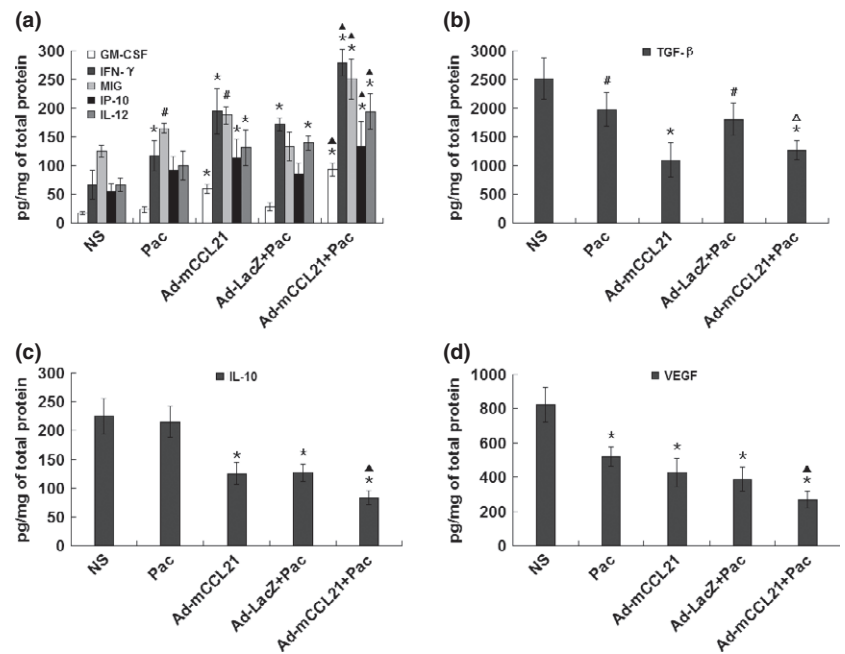 (a)
GM-CSF
IFN-ϒ
MIG
IP-10
IL-12
pg/mg of total protein
300
250
200
150
100
50
0
NS
Pac
Ad-mCCL21
Ad-LacZ+Pac
Ad-mCCL21+Pac
*
#
*
#
*
*
*
*
*
*
▲
*
▲
*
▲
*
▲
*
▲
*
(b)
TGF-β
pg/mg of total protein
3000
2500
2000
1500
1000
500
0
NS
Pac
Ad-mCCL21
Ad-LacZ+Pac
Ad-mCCL21+Pac
#
*
#
△
*
(c)
IL-10
pg/mg of total protein
300
250
200
150
100
50
0
NS
Pac
Ad-mCCL21
Ad-LacZ+Pac
Ad-mCCL21+Pac
*
*
▲
*
(d)
VEGF
pg/mg of total protein
1000
800
600
400
200
0
NS
Pac
Ad-mCCL21
Ad-LacZ+Pac
Ad-mCCL21+Pac
*
*
*
▲
*